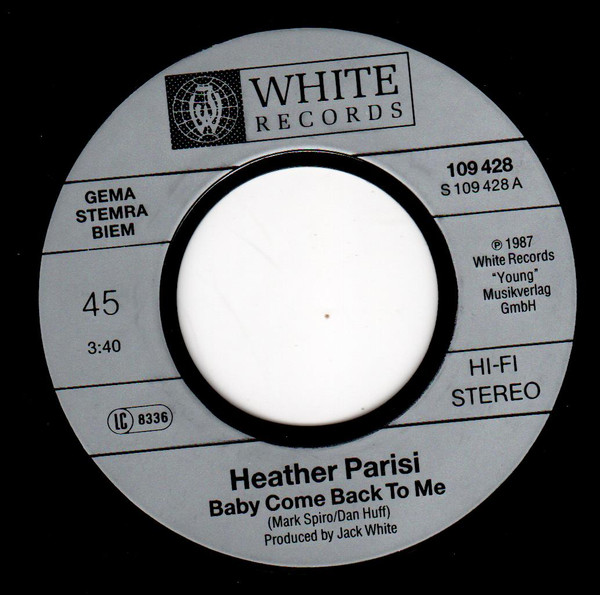 WHITE
RECORDS
109 428
S 109 428 A
GEMA
STEMRA
BIEM
℗ 1987
White Records
"Young"
Musikverlag
GmbH
45
3:40
HI-FI
STEREO
LC 8336
Heather Parisi
Baby Come Back To Me
(Mark Spiro/Dan Huff)
Produced by Jack White